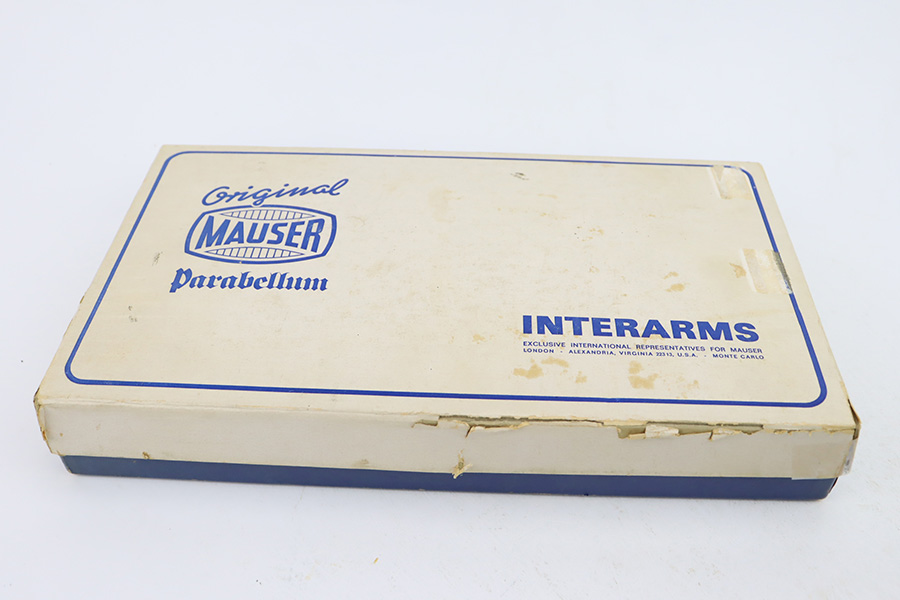 Original
MAUSER
Parabellum
INTERARMS
EXCLUSIVE INTERNATIONAL REPRESENTATIVES FOR MAUSER
LONDON - ALEXANDRIA, VIRGINIA 22313, U.S.A. - MONTE CARLO